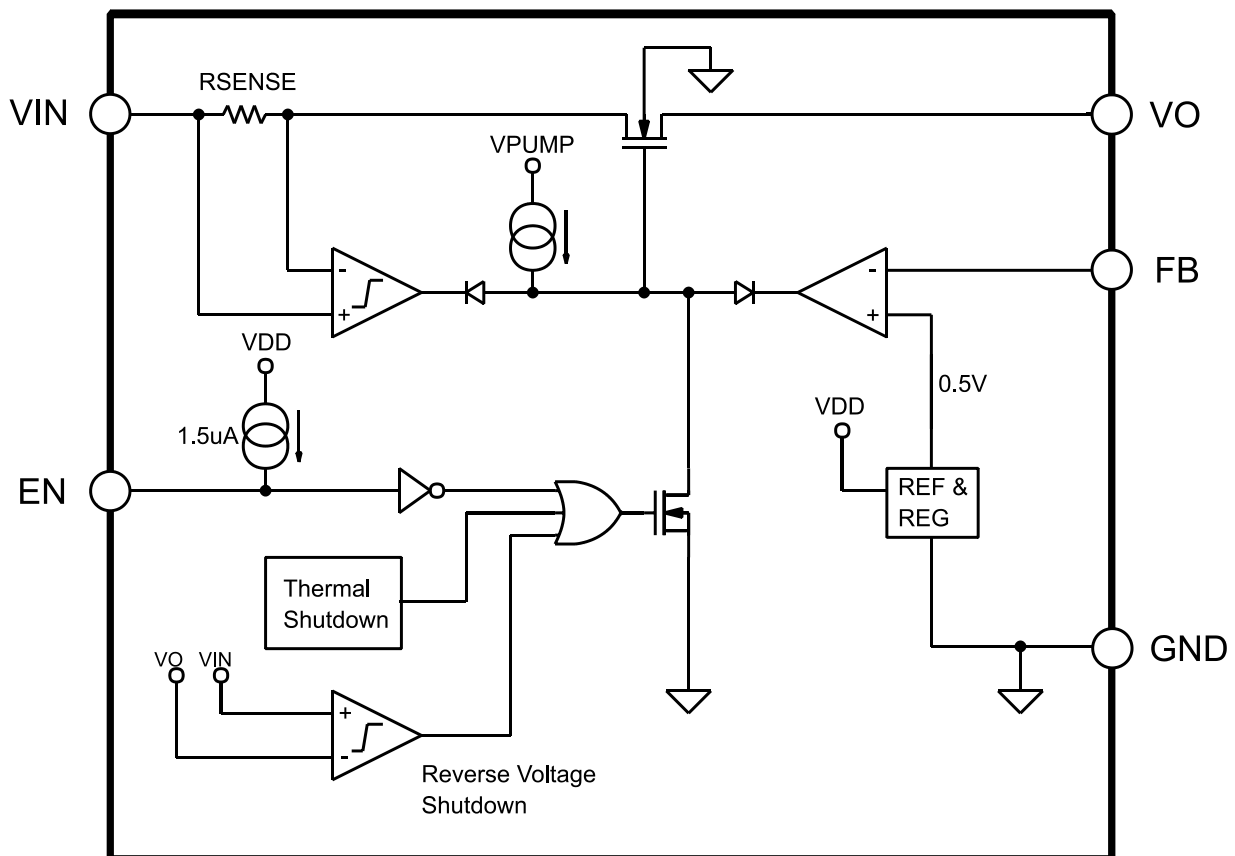 RSENSE
VIN
VO
VPUMP
-
+
-
+
FB
VDD
0.5V
1.5uA
VDD
EN
REF &
REG
Thermal
Shutdown
GND
VO
VIN
+
-
Reverse Voltage
Shutdown